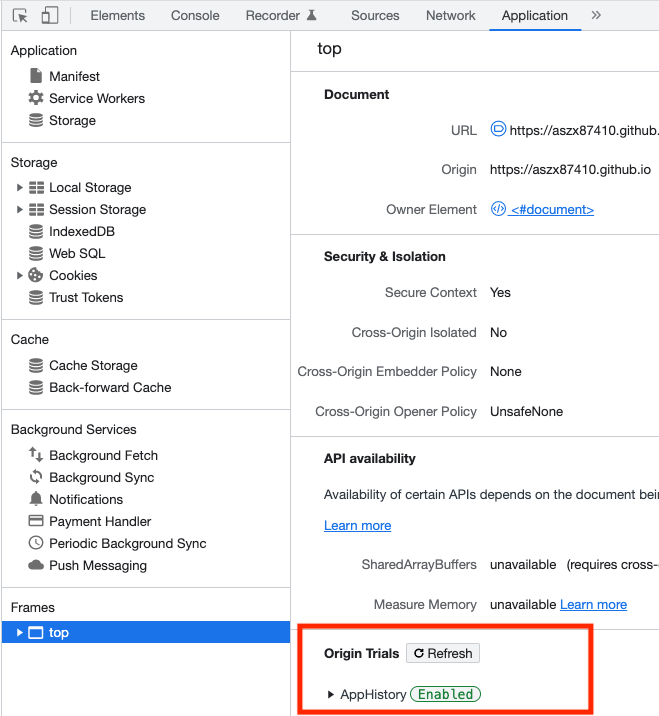 Elements Console Recorder Sources Network Application »
Application
Manifest
Service Workers
Storage
Storage
Local Storage
Session Storage
IndexedDB
Web SQL
Cookies
Trust Tokens
Cache
Cache Storage
Back-forward Cache
Background Services
Background Fetch
Background Sync
Notifications
Payment Handler
Periodic Background Sync
Push Messaging
Frames
top
top
Document
URL https://aszx87410.github.
Origin https://aszx87410.github.io
Owner Element <#document>
Security & Isolation
Secure Context Yes
Cross-Origin Isolated No
Cross-Origin Embedder Policy None
Cross-Origin Opener Policy UnsafeNone
API availability
Availability of certain APIs depends on the document bein
Learn more
SharedArrayBuffers unavailable (requires cross-
Measure Memory unavailable Learn more
Origin Trials Refresh
AppHistory Enabled